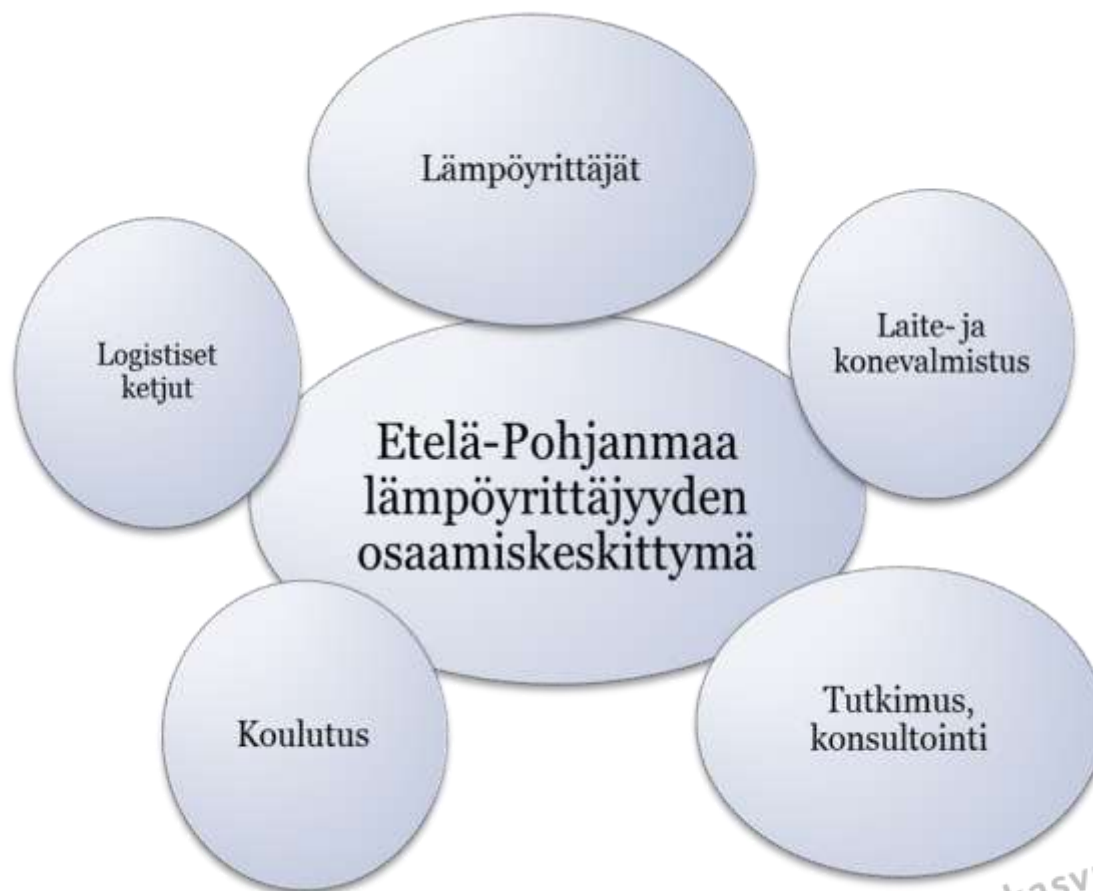 Lämpöyrittäjät
Laite- ja
konevalmistus
Logistiset
ketjut
Etelä-Pohjanmaa
lämpöyrittäjyyden
osaamiskeskittymä
Koulutus
Tutkimus,
konsultointi